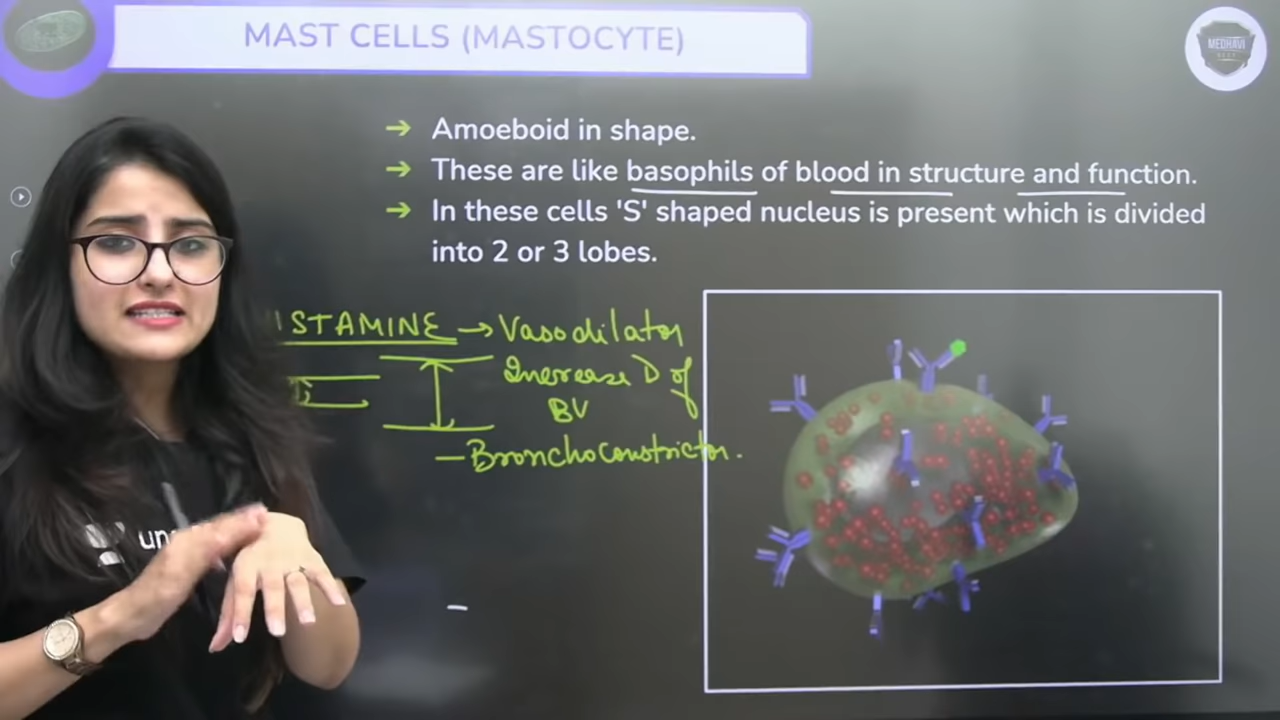 MAST CELLS (MASTOCYTE)
MEDHAVI
→ Amoeboid in shape.
→ These are like basophils of blood in structure and function.
→ In these cells 'S' shaped nucleus is present which is divided
into 2 or 3 lobes.
ISTAMINE → Vasodilator
Increase D of
BV
– Bronchoconstrictor.
una